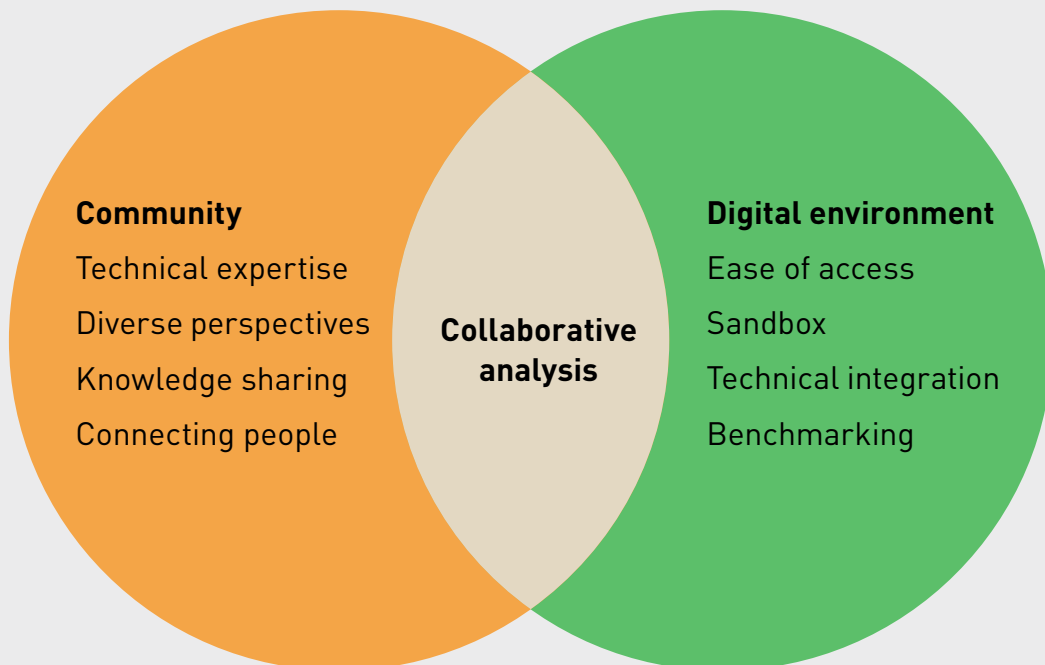 Community
Technical expertise
Diverse perspectives
Knowledge sharing
Connecting people
Collaborative
analysis
Digital environment
Ease of access
Sandbox
Technical integration
Benchmarking